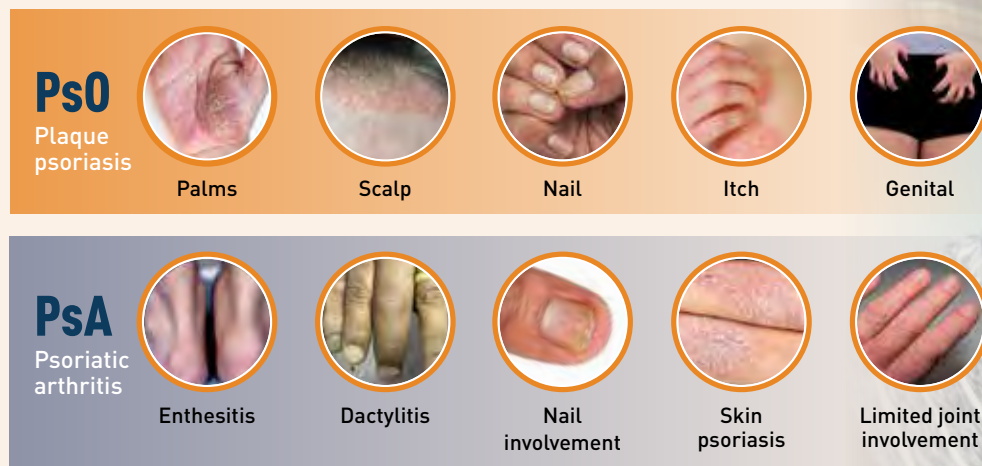 PsO
Plaque
psoriasis
Palms
Scalp
Nail
Itch
Genital
PsA
Psoriatic
arthritis
Enthesitis
Dactylitis
Nail
involvement
Skin
psoriasis
Limited joint
involvement